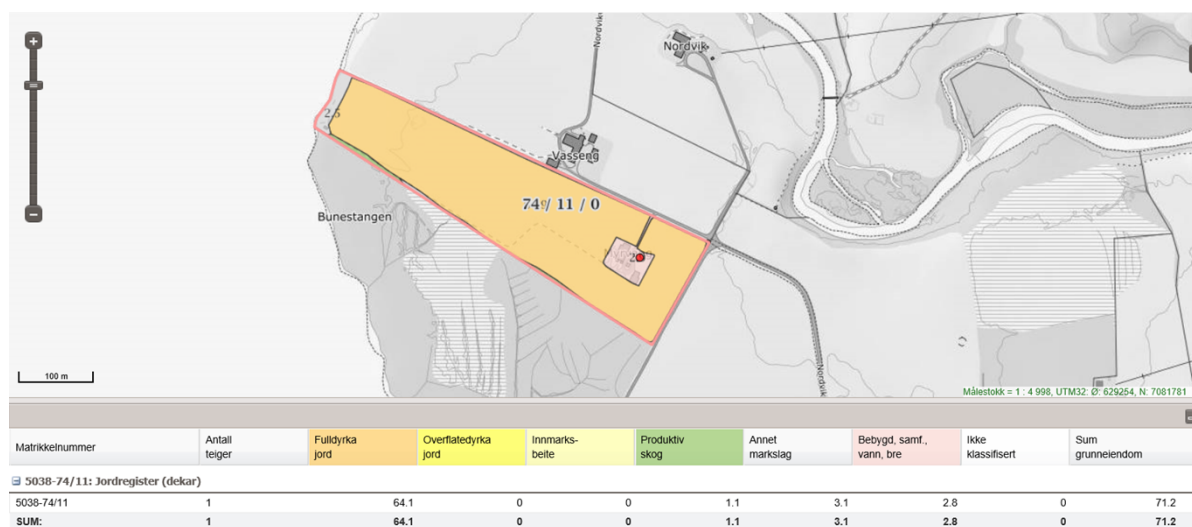 +
Nordvik
Nordvik
2.5
Vasseng
74 / 11 / 0
Bunestangen
2
-
Nordvik
100 m
Målestokk = 1 : 4 998, UTM32: Ø: 629254, N: 7081781
Matrikkelnummer Antall teiger Fulldyrka jord Overflatedyrka jord Innmarks- beite Produktiv skog Annet markslag Bebygd, samf., vann, bre Ikke klassifisert Sum grunneiendom
5038-74/11: Jordregister (dekar)
5038-74/11 1 64.1 0 0 1.1 3.1 2.8 0 71.2
SUM: 1 64.1 0 0 1.1 3.1 2.8 0 71.2